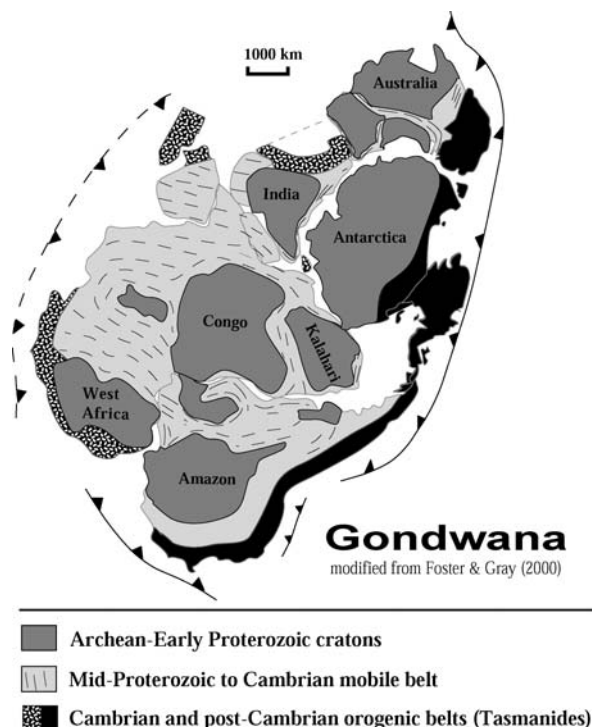 1000 km
Australia
India
Antarctica
Congo
Kalahari
West
Africa
Amazon
Gondwana
modified from Foster & Gray (2000)
Archean-Early Proterozoic cratons
Mid-Proterozoic to Cambrian mobile belt
Cambrian and post-Cambrian orogenic belts (Tasmanides)